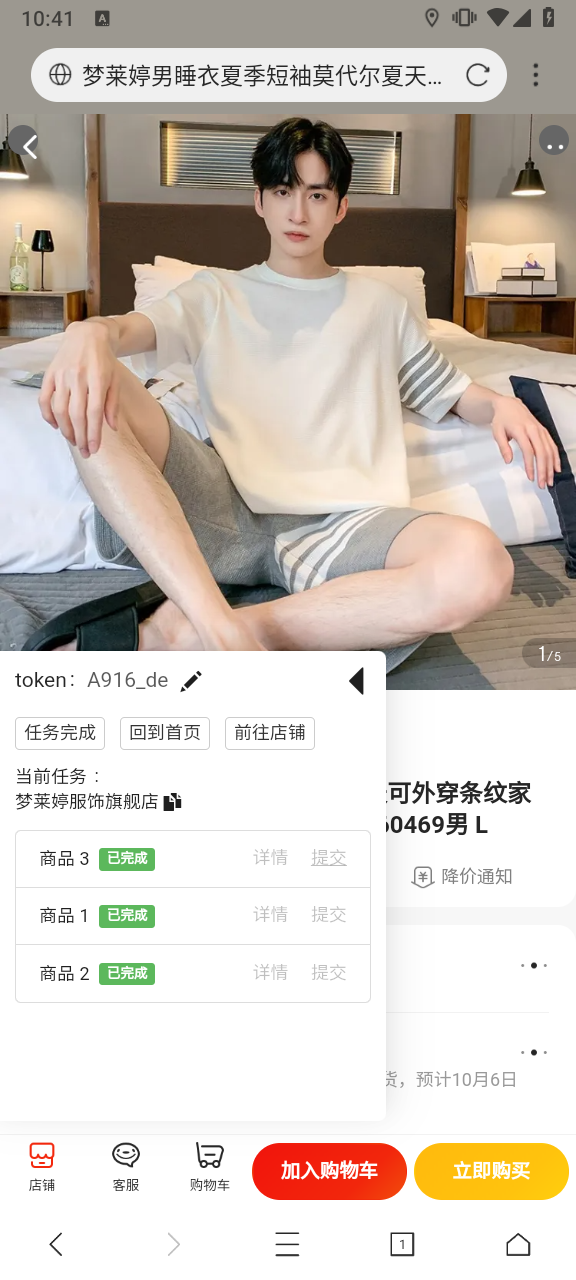 10:41
A
梦莱婷男睡衣夏季短袖莫代尔夏天...
1/5
token: A916_de
任务完成 回到首页 前往店铺
当前任务：
梦莱婷服饰旗舰店
可外穿条纹家
60469男 L
商品 3 已完成 详情 提交
降价通知
商品 1 已完成 详情 提交
商品 2 已完成 详情 提交
货，预计10月6日
店铺 客服 购物车 加入购物车 立即购买
1